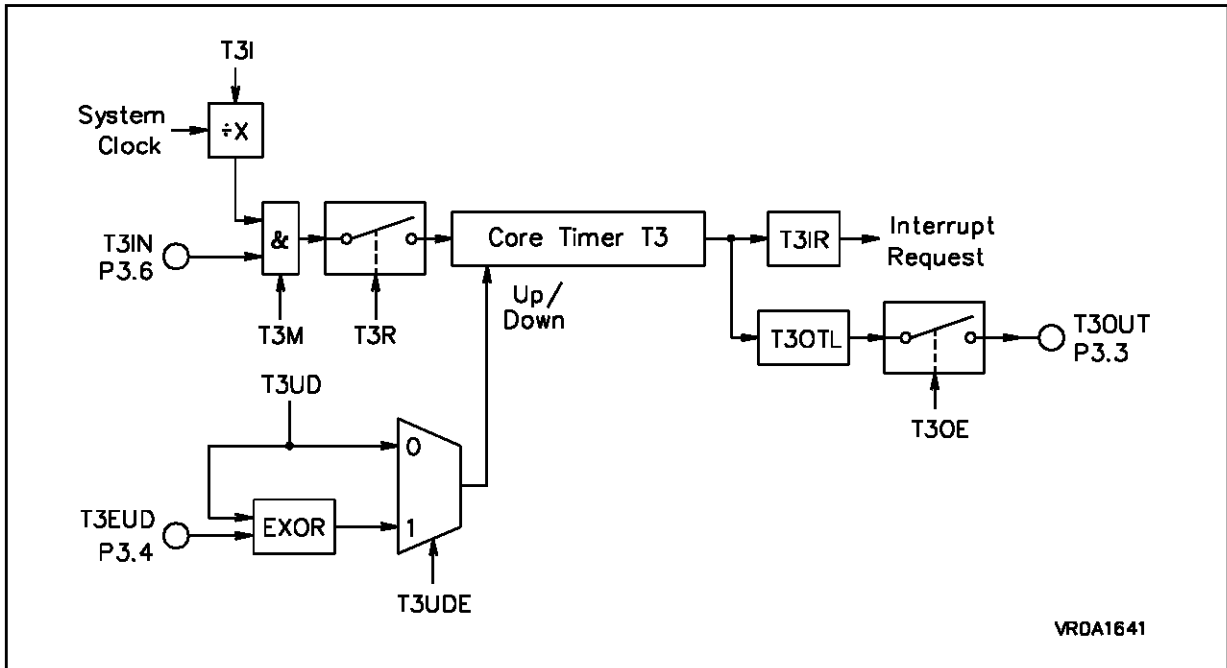 T3I
System
Clock
÷X
T3IN
P3.6
&
Core Timer T3
T3IR
Interrupt
Request
T3M
T3R
Up/
Down
T3OTL
T3OUT
P3.3
T3UD
T3OE
0
T3EUD
P3.4
EXOR
1
T3UDE
VR0A1641